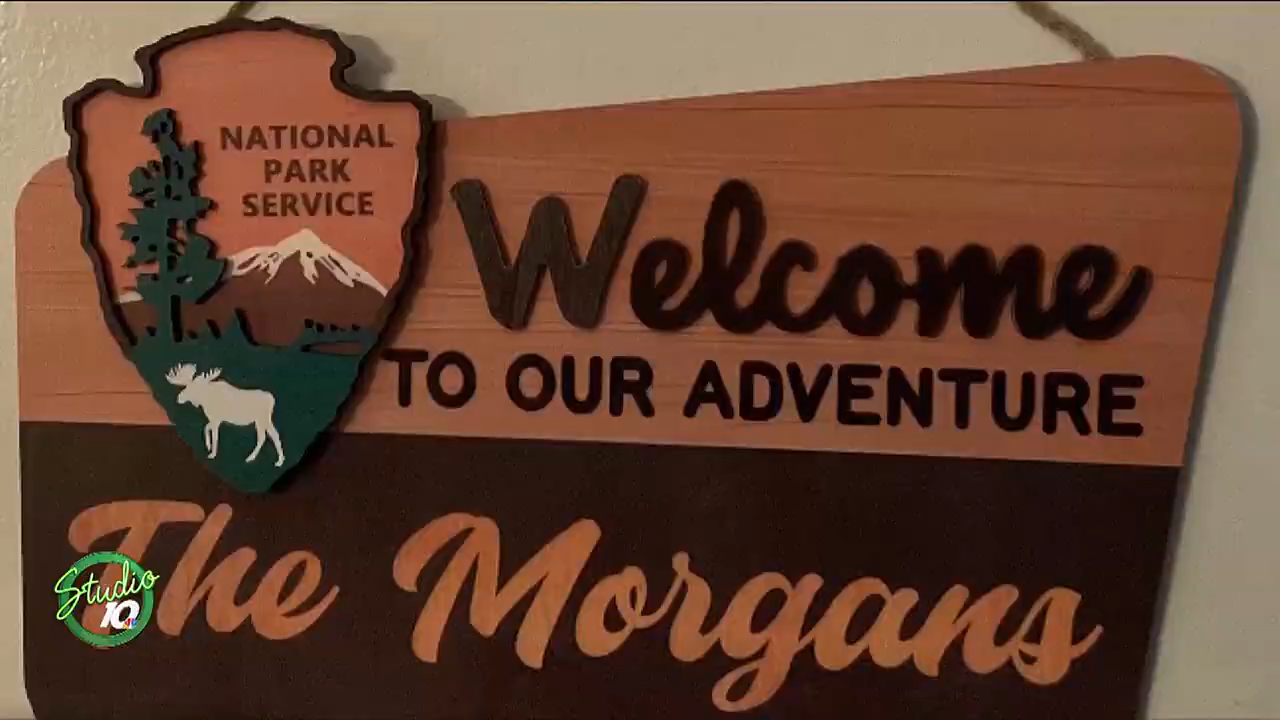 NATIONAL
PARK
SERVICE
Welcome
TO OUR ADVENTURE
The Morgans
Studio
10